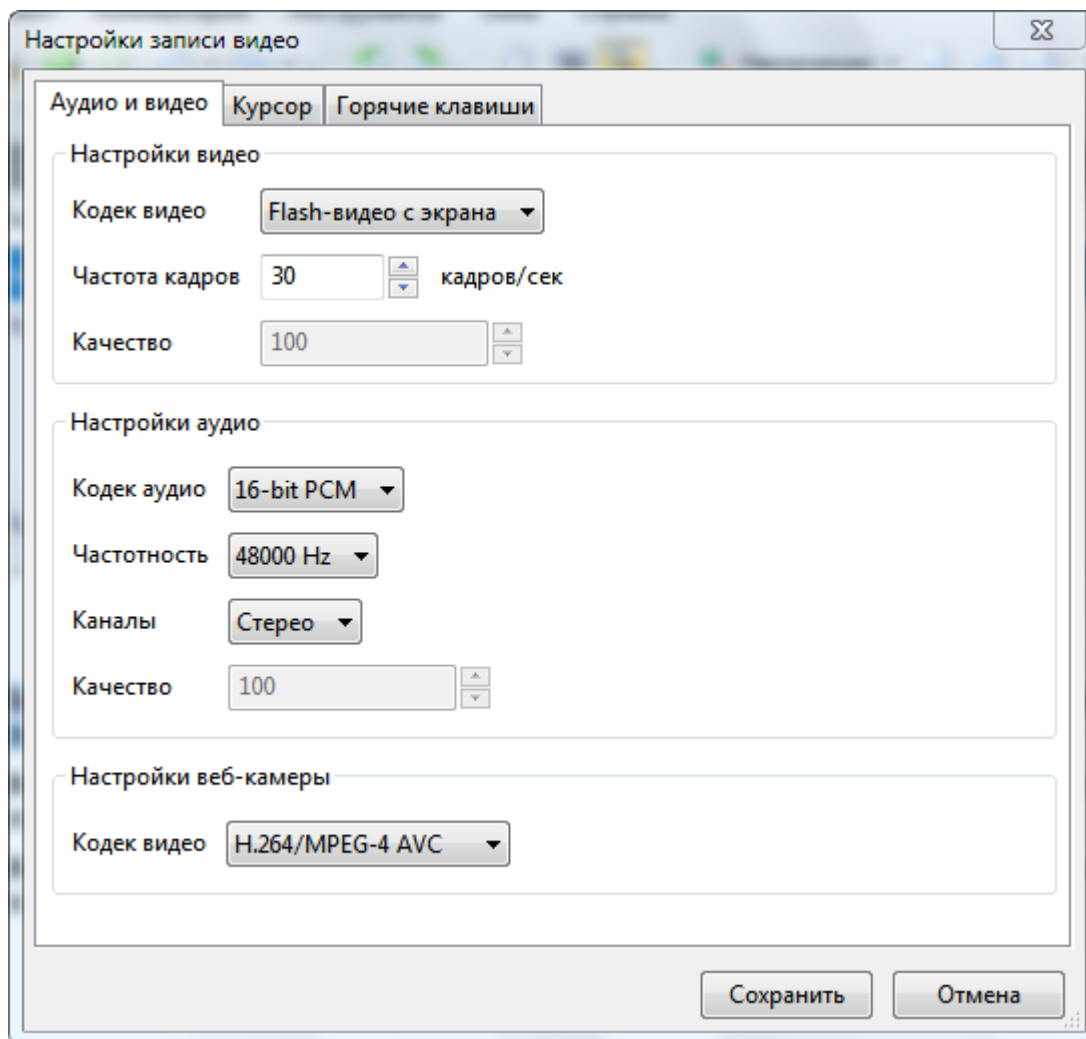 Настройки записи видео
Аудио и видео Курсор Горячие клавиши
Настройки видео
Кодек видео Flash-видео с экрана
Частота кадров 30 кадров/сек
Качество 100
Настройки аудио
Кодек аудио 16-bit PCM
Частотность 48000 Hz
Каналы Стерео
Качество 100
Настройки веб-камеры
Кодек видео H.264/MPEG-4 AVC
Сохранить Отмена